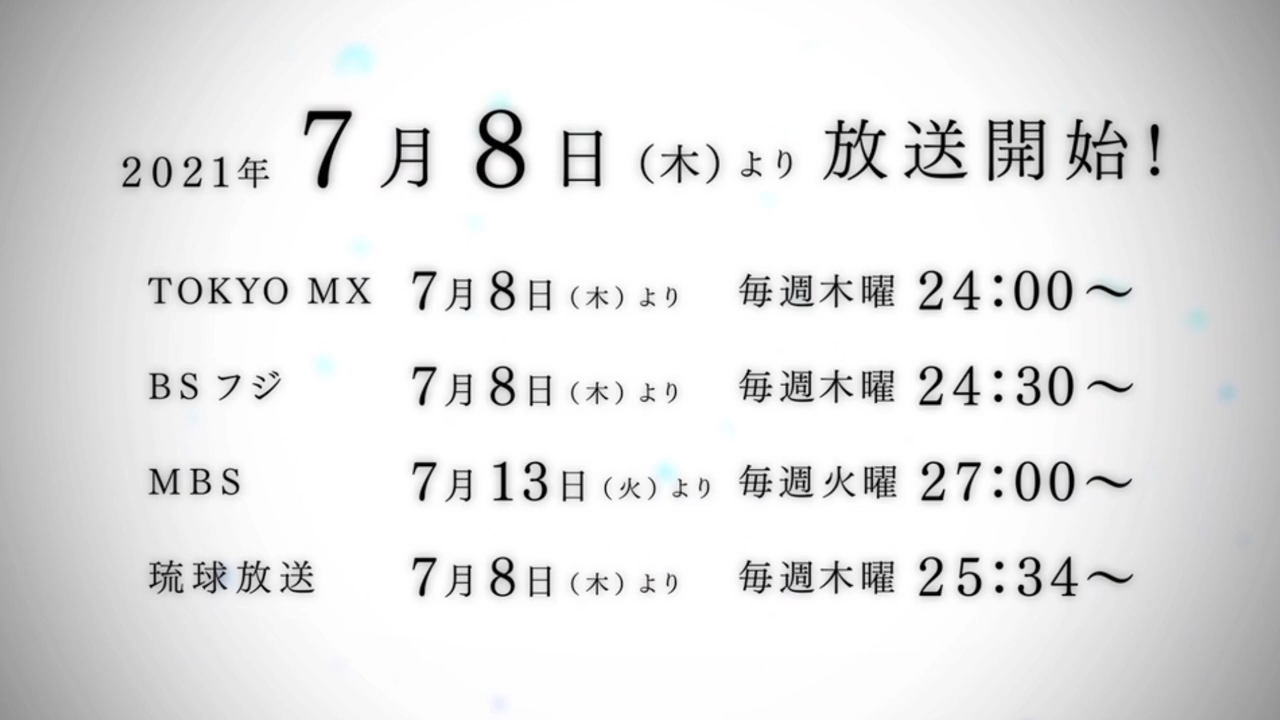 2021年 7月8日(木)より 放送開始!
TOKYO MX 7月8日(木)より 毎週木曜 24:00〜
BSフジ 7月8日(木)より 毎週木曜 24:30〜
MBS 7月13日(火)より 毎週火曜 27:00〜
琉球放送 7月8日(木)より 毎週木曜 25:34〜